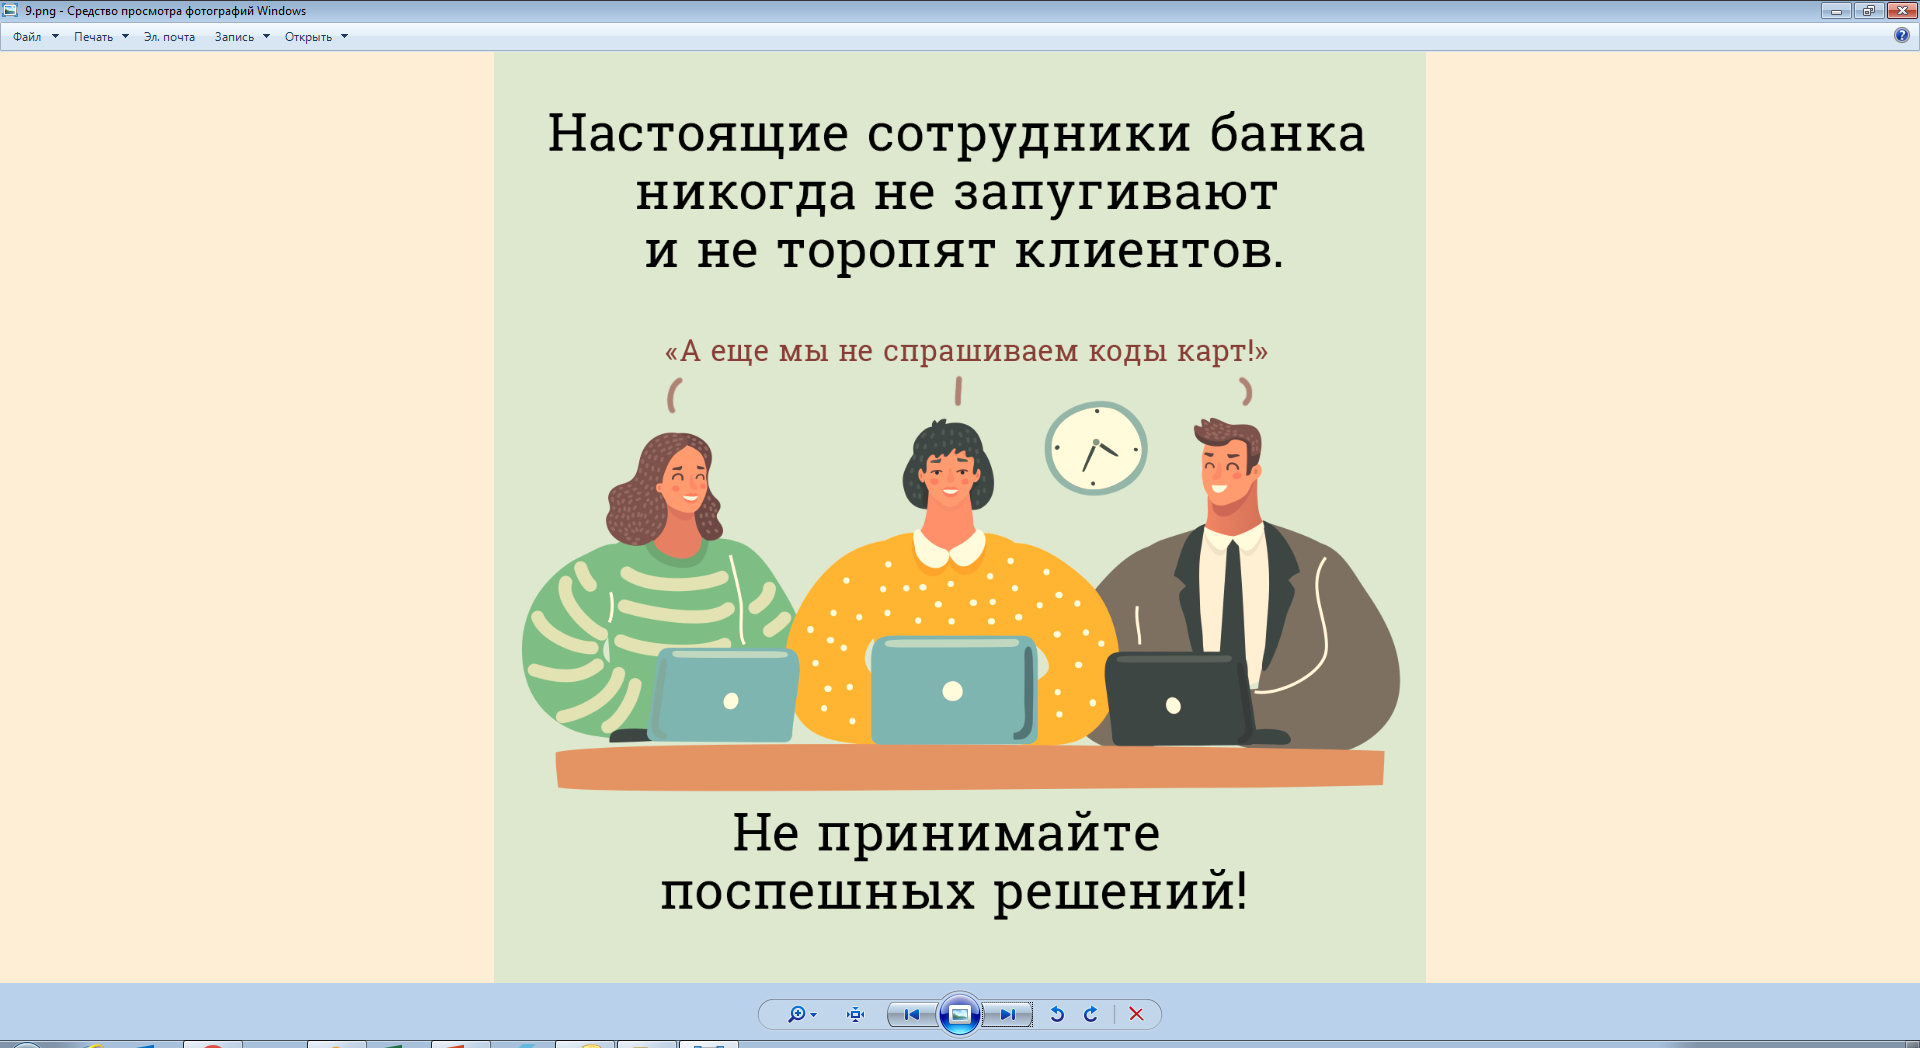 9.png - Средство просмотра фотографий Windows
Файл Печать Эл. почта Запись Открыть
Настоящие сотрудники банка
никогда не запугивают
и не торопят клиентов.
«А еще мы не спрашиваем коды карт!»
Не принимайте
поспешных решений!